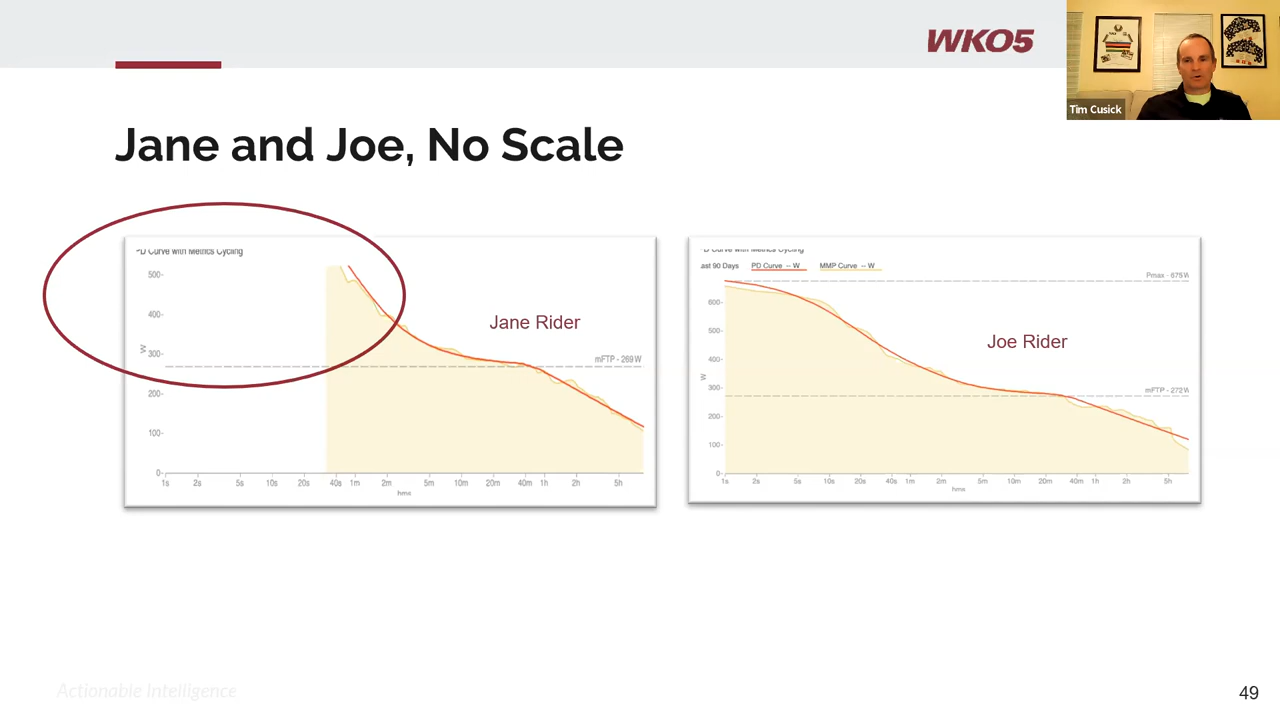 WKO5
Tim Cusick
Jane and Joe, No Scale
PD Curve with Metrics Cycling
500-
400-
W
300-
200-
100-
0-
1s 2s 5s 10s 20s 40s 1m 2m 5m 10m 20m 40m 1h 2h 5h
hms
Jane Rider
mFTP - 269W
PD Curve with Metrics Cycling
ast 90 Days PD Curve -- W MMP Curve -- W
Pmax - 675W
600-
500-
400-
W
300-
200-
100-
0-
1s 2s 5s 10s 20s 40s 1m 2m 5m 10m 20m 40m 1h 2h 5h
hms
Joe Rider
mFTP - 272W
Actionable Intelligence
49